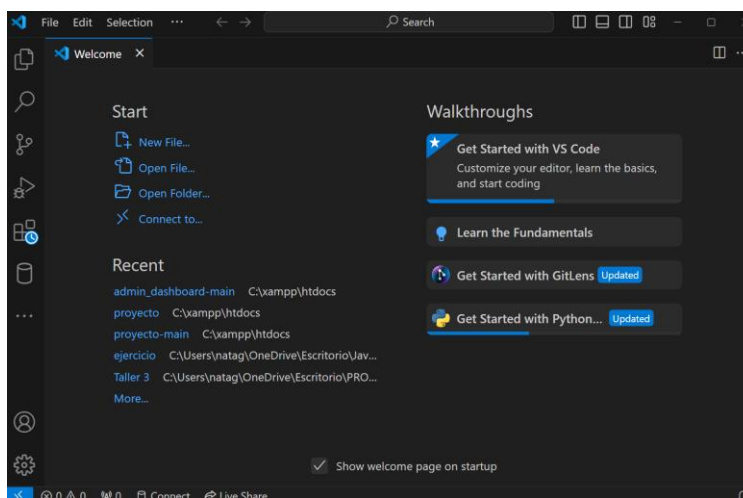 File Edit Selection ··· Search
Welcome
Start
New File...
Open File...
Open Folder...
Connect to...
Recent
admin_dashboard-main C:\xampp\htdocs
proyecto C:\xampp\htdocs
proyecto-main C:\xampp\htdocs
ejercicio C:\Users\natag\OneDrive\Escritorio\Jav...
Taller 3 C:\Users\natag\OneDrive\Escritorio\PRO...
More...
Walkthroughs
Get Started with VS Code
Customize your editor, learn the basics,
and start coding
Learn the Fundamentals
Get Started with GitLens Updated
Get Started with Python... Updated
Show welcome page on startup
0 0 0 Connect Live Share